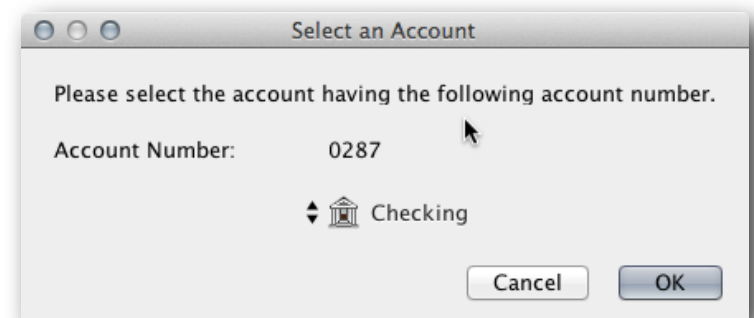 Select an Account
Please select the account having the following account number.
Account Number: 0287
Checking
Cancel OK